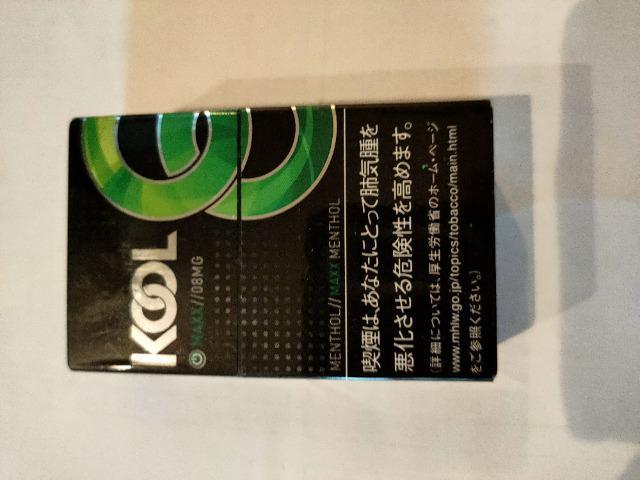 KOOL
MAXX//08MG
MENTHOL// MAXX MENTHOL
喫煙は、あなたにとって肺気腫を
悪化させる危険性を高めます。
(詳細については、厚生労働省のホーム・ページ
www.mhlw.go.jp/topics/tobacco/main.html
をご参照ください。)